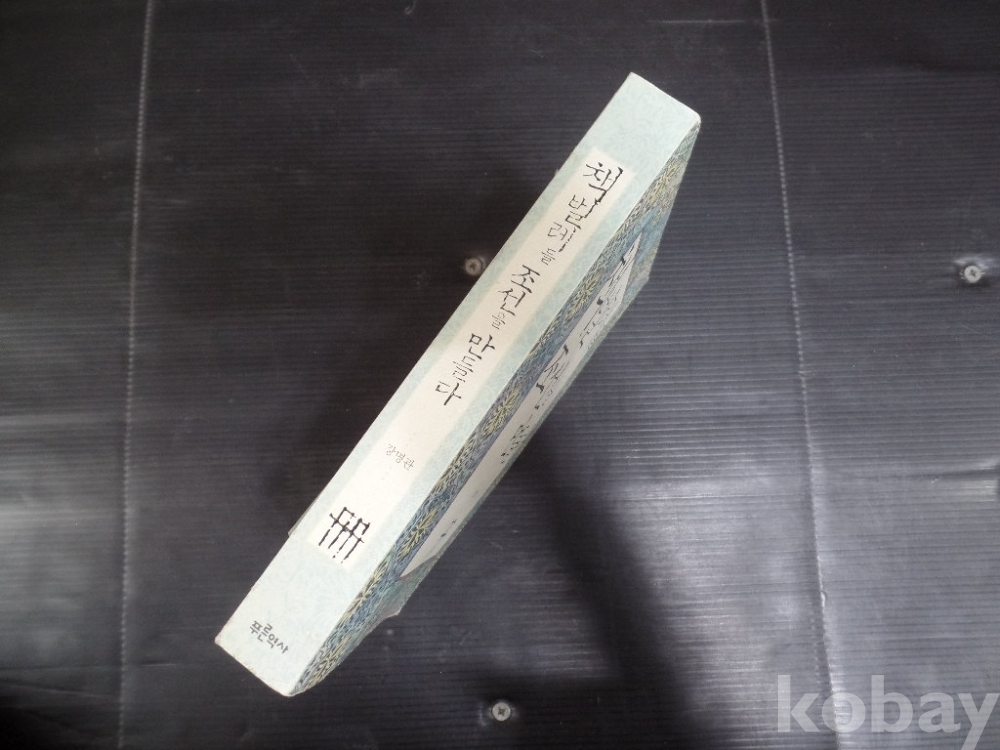 책벌레들 조선을 만들다
강명관
冊
푸른역사
kobay